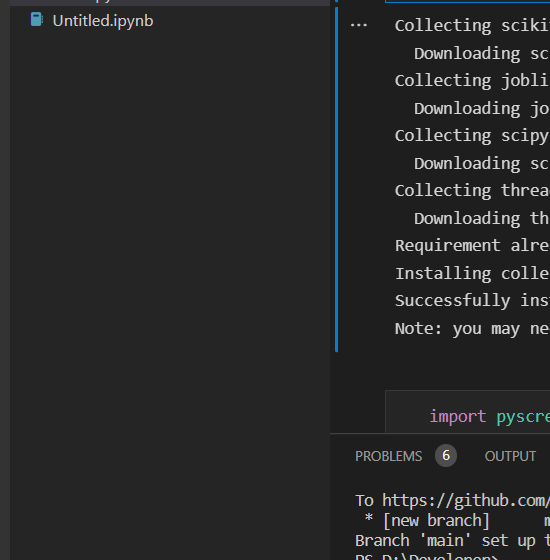 Untitled.ipynb
...
Collecting sciki
Downloading sc
Collecting jobli
Downloading jo
Collecting scipy
Downloading sc
Collecting threa
Downloading th
Requirement alre
Installing colle
Successfully ins
Note: you may ne
import pyscre
PROBLEMS 6 OUTPUT
To https://github.com/
* [new branch] m
Branch 'main' set up t
PS D:\Developer>